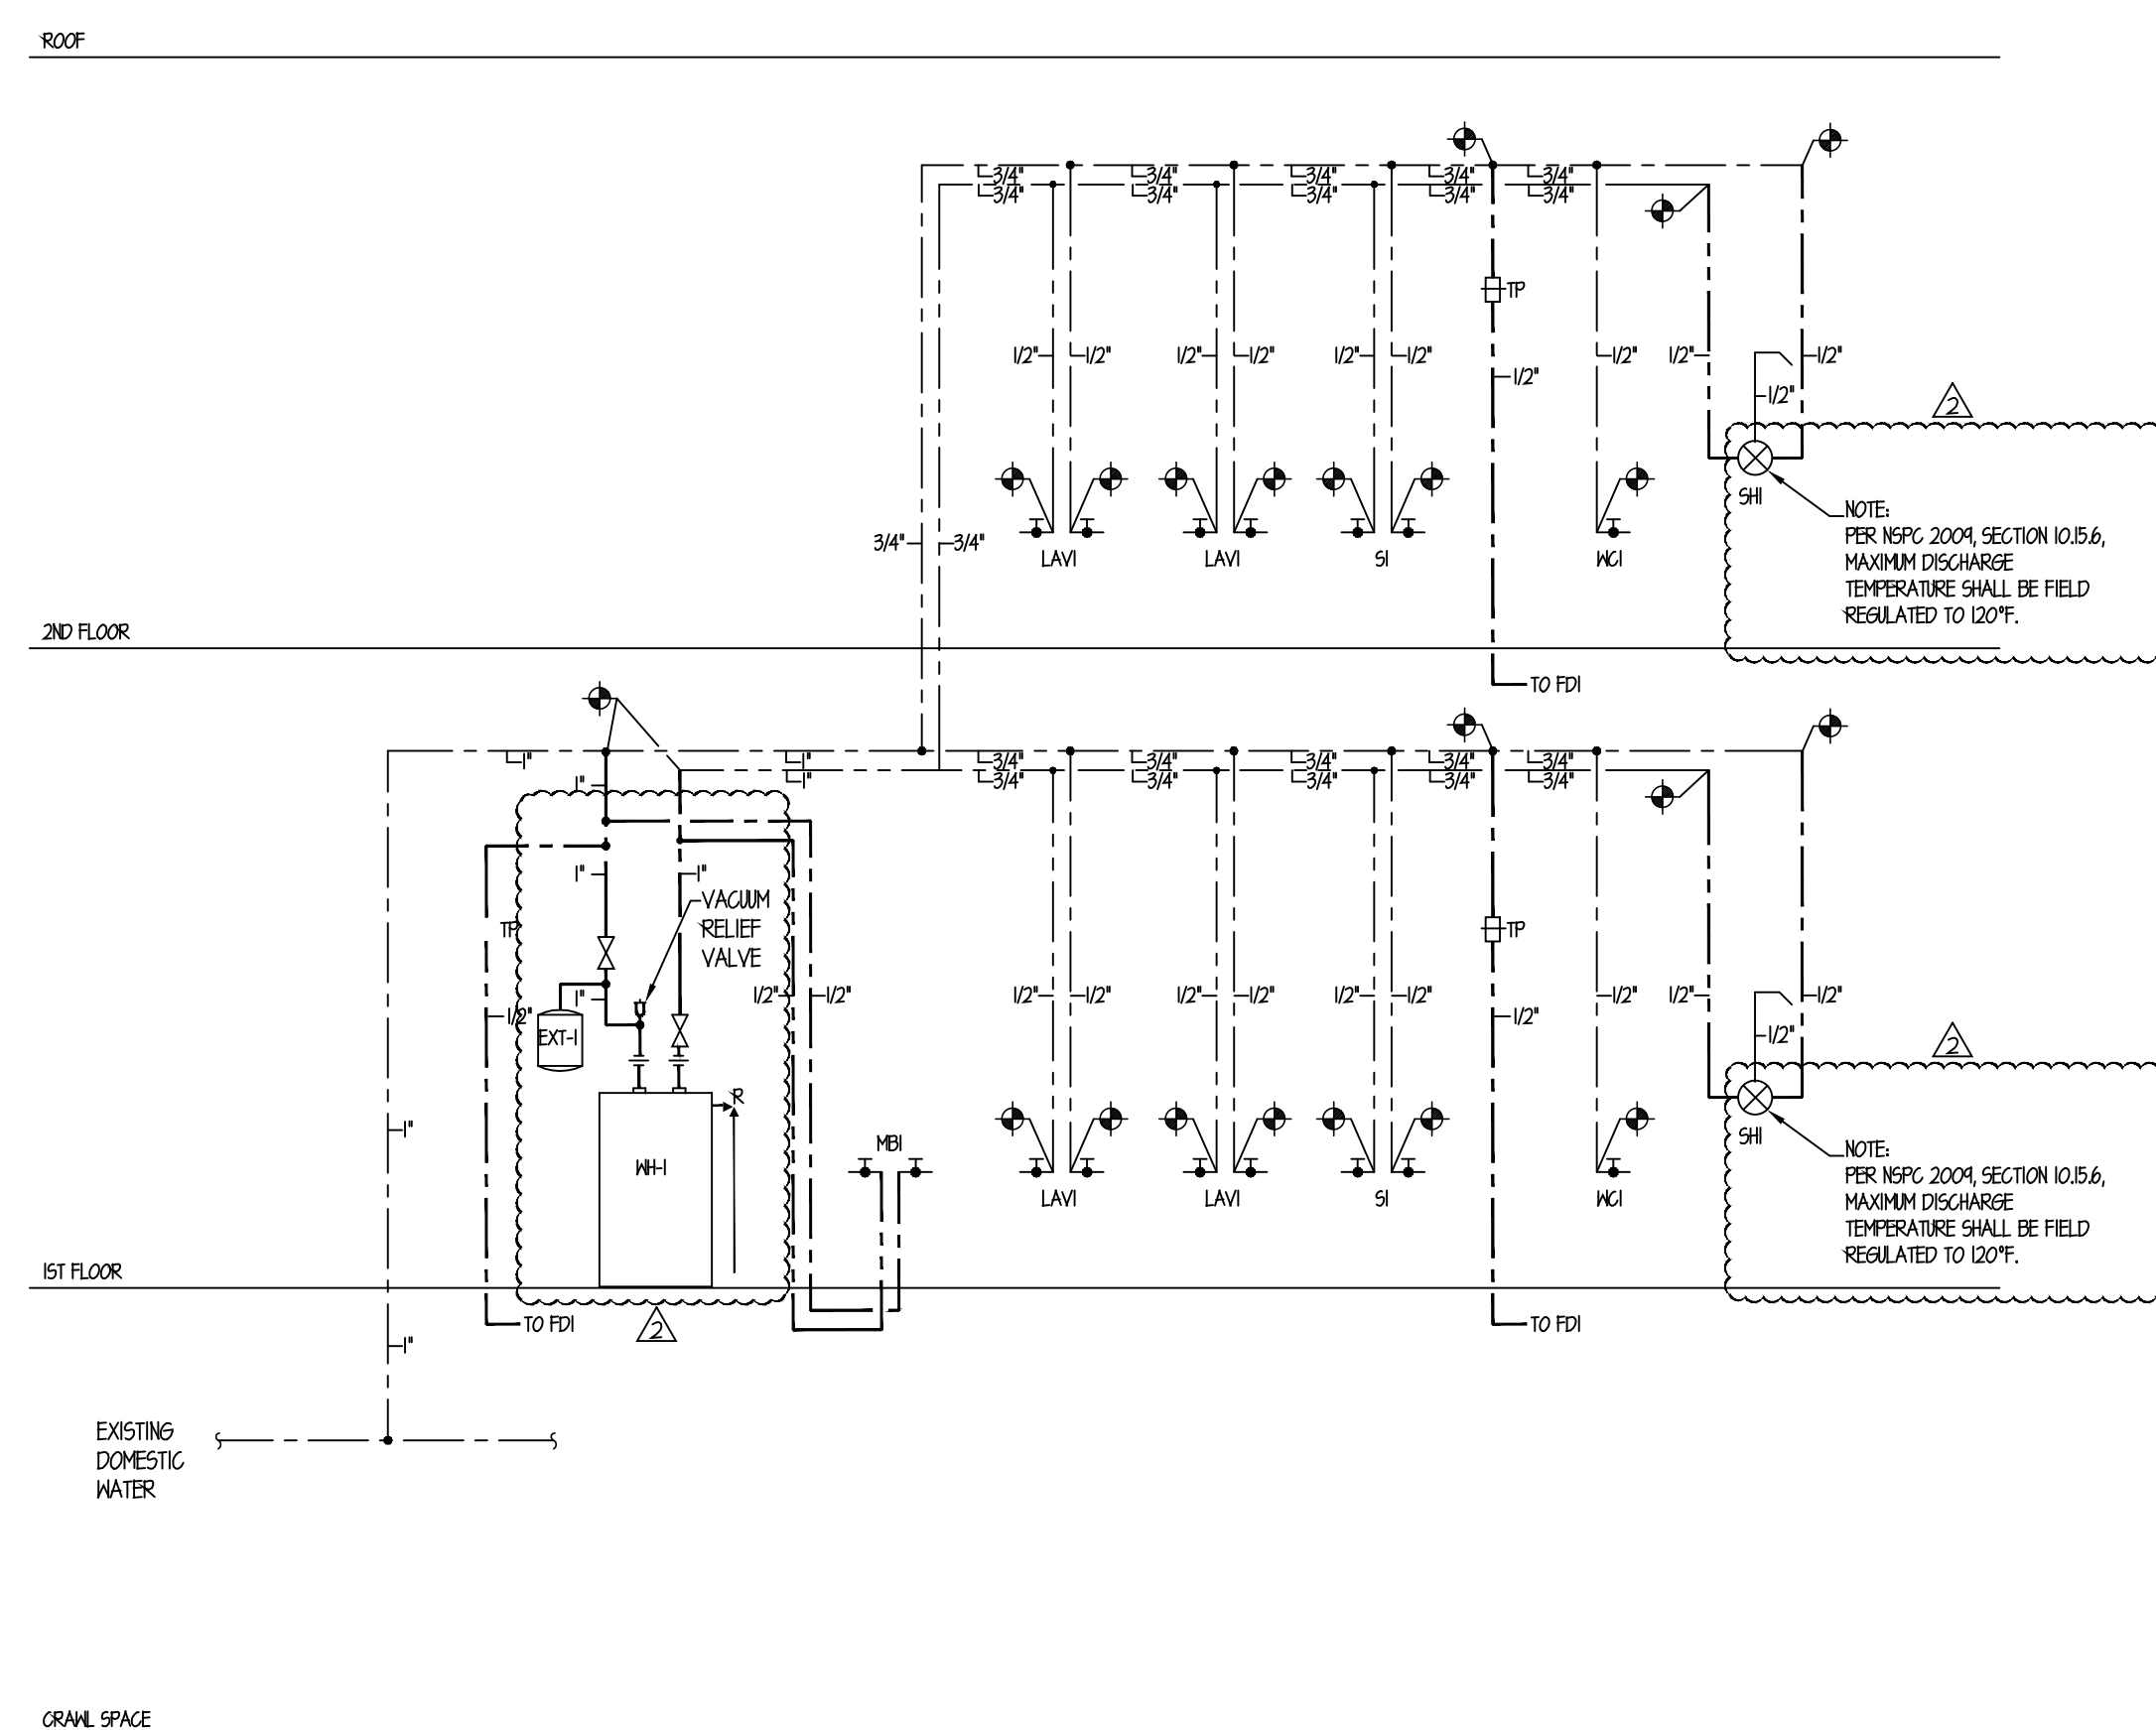 ROOF
3/4" 3/4" 3/4" 3/4" 3/4"
3/4" 3/4" 3/4" 3/4" 3/4"
TP
1/2" 1/2" 1/2" 1/2" 1/2" 1/2" 1/2" 1/2" 1/2"
1/2"
1/2"
2
SH1
NOTE:
PER NSPC 2009, SECTION 10.15.6,
MAXIMUM DISCHARGE
TEMPERATURE SHALL BE FIELD
REGULATED TO 120°F.
3/4" 3/4"
LAV1 LAV1 S1 WC1
2ND FLOOR
TO FD1
1" 1" 3/4" 3/4" 3/4" 3/4" 3/4"
1" 1" 3/4" 3/4" 3/4" 3/4" 3/4"
1" 1"
VACUUM
RELIEF
VALVE
TP TP
1" 1/2" 1/2" 1/2" 1/2" 1/2" 1/2" 1/2" 1/2" 1/2" 1/2" 1/2"
1/2" 1/2"
1/2"
EXT-1
2
R
1"
MB1
WH-1
SH1
NOTE:
PER NSPC 2009, SECTION 10.15.6,
MAXIMUM DISCHARGE
TEMPERATURE SHALL BE FIELD
REGULATED TO 120°F.
LAV1 LAV1 S1 WC1
1ST FLOOR
TO FD1 2 TO FD1
1"
EXISTING
DOMESTIC
WATER
CRAWL SPACE